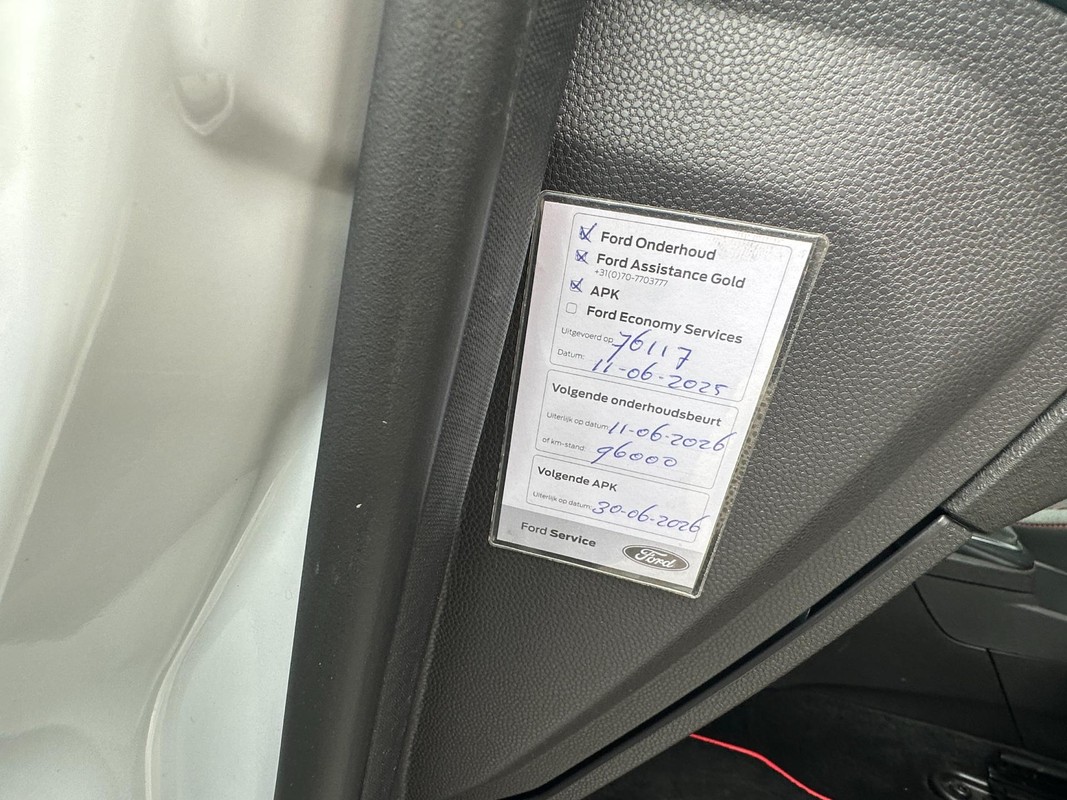 Ford Onderhoud
Ford Assistance Gold
+31(0)70-7703777
APK
Ford Economy Services
Uitgevoerd op 76117
Datum: 11-06-2025
Volgende onderhoudsbeurt
Uiterlijk op datum: 11-06-2026
of km-stand: 96000
Volgende APK
Uiterlijk op datum: 30-06-2026
Ford Service
Ford